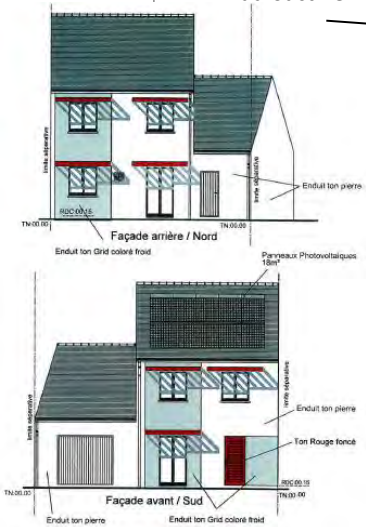 limite séparative
limite séparative
Enduit ton pierre
RDC:00.15
TN:00.00
TN:00.00
Façade arrière / Nord
Enduit ton Grid coloré froid
Panneaux Photovoltaïques
18m²
limite séparative
limite séparative
Enduit ton pierre
Ton Rouge foncé
RDC:00.15
TN:00.00
TN:00.00
Façade avant / Sud
Enduit ton pierre
Enduit ton Grid coloré froid